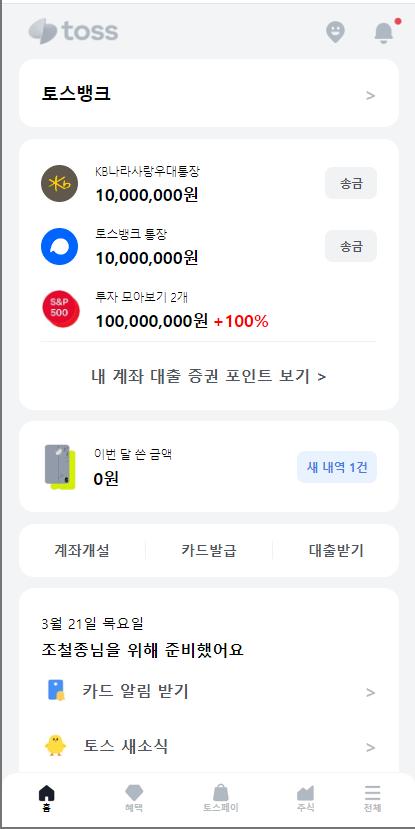 toss
토스뱅크 >
KB나라사랑우대통장
10,000,000원
송금
토스뱅크 통장
10,000,000원
송금
S&P
500
투자 모아보기 2개
100,000,000원 +100%
내 계좌 대출 증권 포인트 보기 >
이번 달 쓴 금액
0원
새 내역 1건
계좌개설 카드발급 대출받기
3월 21일 목요일
조철종님을 위해 준비했어요
카드 알림 받기 >
토스 새소식 >
홈 혜택 토스페이 주식 전체